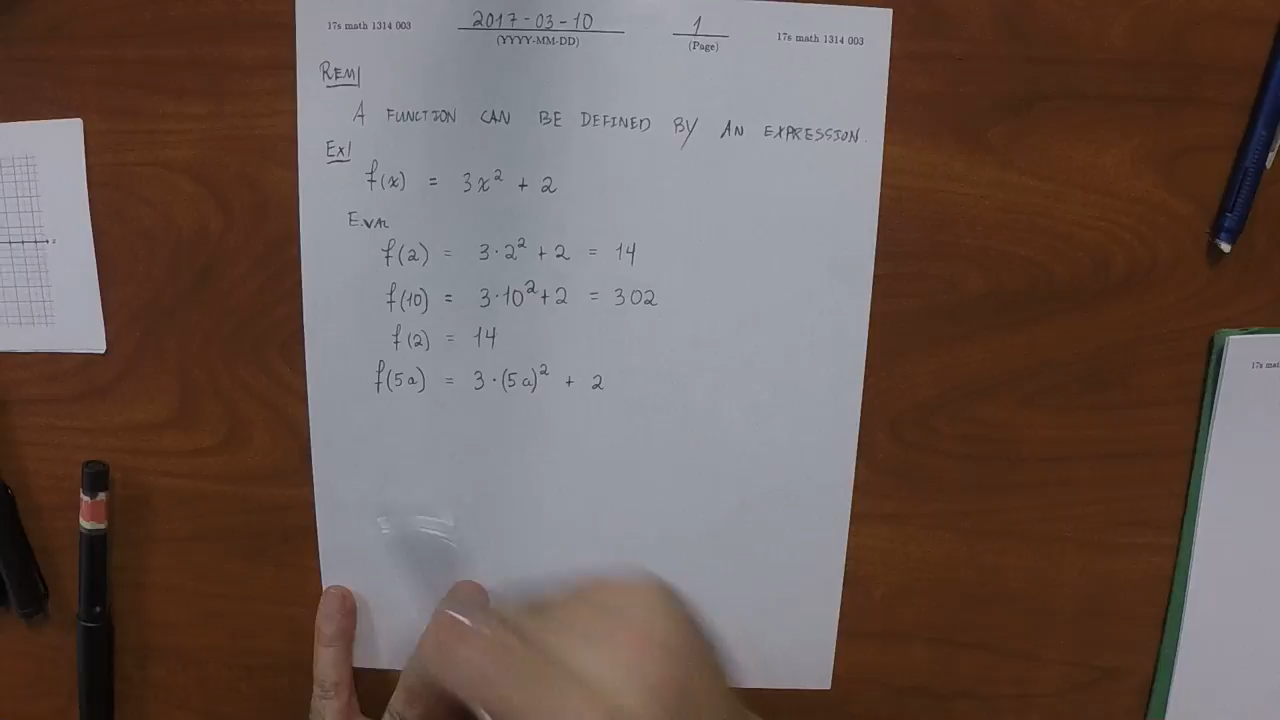 17s math 1314 003 2017-03-10 1 17s math 1314 003
(YYYY-MM-DD) (Page)
REM
A FUNCTION CAN BE DEFINED BY AN EXPRESSION.
EX
f(x) = 3x² + 2
EVAL
f(2) = 3·2² + 2 = 14
f(10) = 3·10² + 2 = 302
f(2) = 14
f(5a) = 3·(5a)² + 2